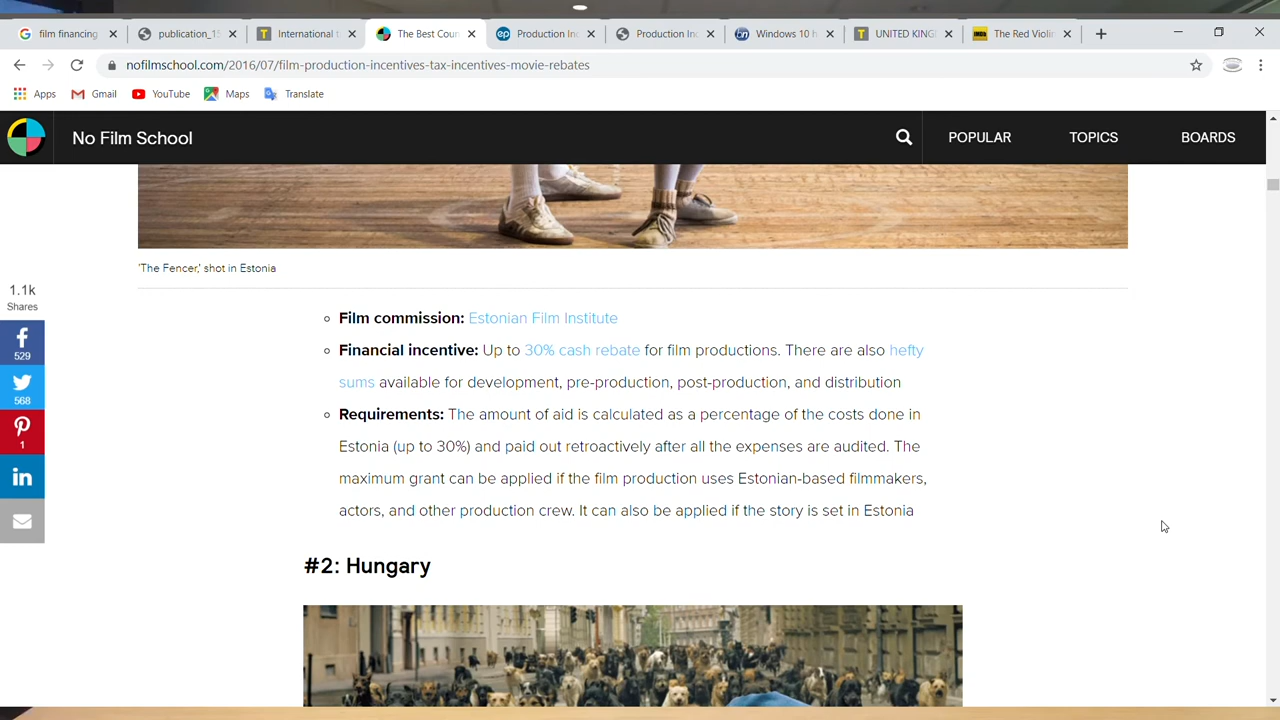 film financing
publication_15
International t
The Best Coun
Production Inc
Production Inc
Windows 10 h
UNITED KING
The Red Violin
nofilmschool.com/2016/07/film-production-incentives-tax-incentives-movie-rebates
Apps Gmail YouTube Maps Translate
No Film School
POPULAR TOPICS BOARDS
'The Fencer,' shot in Estonia
1.1k
Shares
529
568
1
Film commission: Estonian Film Institute
Financial incentive: Up to 30% cash rebate for film productions. There are also hefty
sums available for development, pre-production, post-production, and distribution
Requirements: The amount of aid is calculated as a percentage of the costs done in
Estonia (up to 30%) and paid out retroactively after all the expenses are audited. The
maximum grant can be applied if the film production uses Estonian-based filmmakers,
actors, and other production crew. It can also be applied if the story is set in Estonia
#2: Hungary